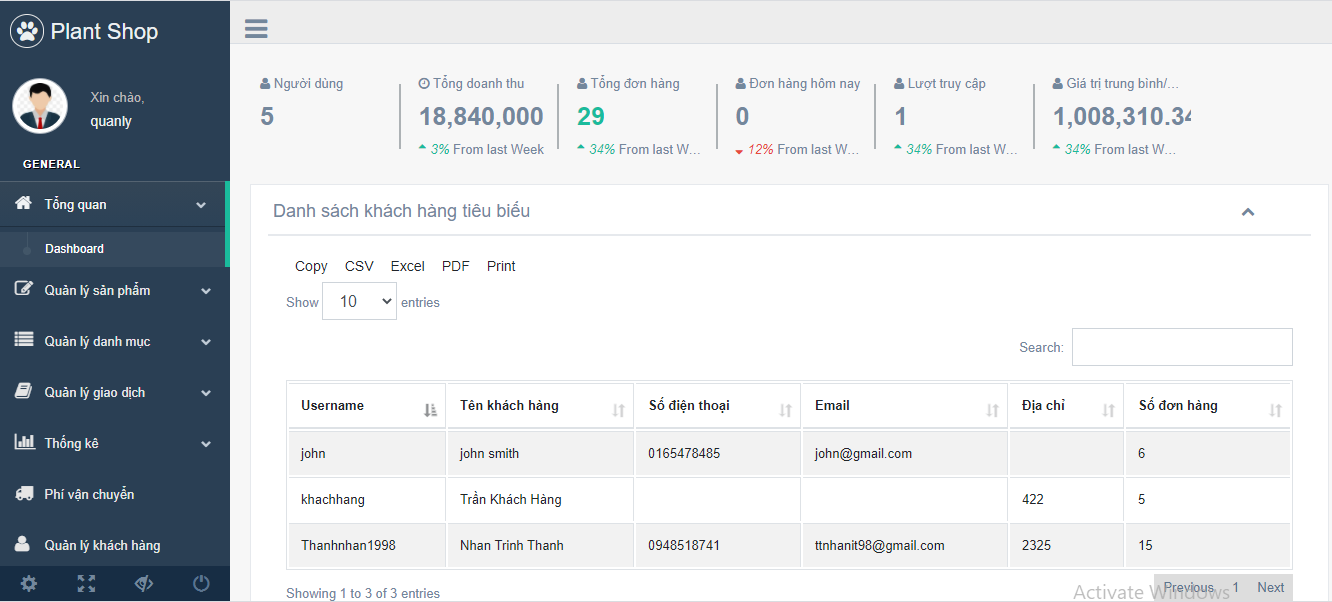 Plant Shop
Xin chào,
quanly
GENERAL
Tổng quan
Dashboard
Quản lý sản phẩm
Quản lý danh mục
Quản lý giao dịch
Thống kê
Phí vận chuyển
Quản lý khách hàng
Người dùng
5
Tổng doanh thu
18,840,000
3% From last Week
Tổng đơn hàng
29
34% From last W...
Đơn hàng hôm nay
0
12% From last W...
Lượt truy cập
1
34% From last W...
Giá trị trung bình/...
1,008,310.34
34% From last W...
Danh sách khách hàng tiêu biểu
Copy CSV Excel PDF Print
Show 10 entries
Search:
Username Tên khách hàng Số điện thoại Email Địa chỉ Số đơn hàng
john john smith 0165478485 john@gmail.com 6
khachhang Trần Khách Hàng 422 5
Thanhnhan1998 Nhan Trinh Thanh 0948518741 ttnhanit98@gmail.com 2325 15
Showing 1 to 3 of 3 entries
Previous 1 Next
Activate Windows